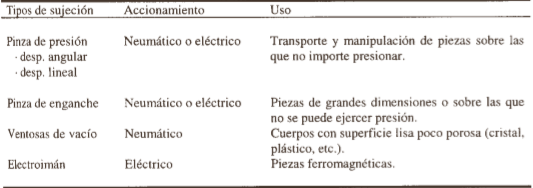 Tipos de sujeción Accionamiento Uso
Pinza de presión Neumático o eléctrico Transporte y manipulación de piezas sobre las
· desp. angular que no importe presionar.
· desp. lineal
Pinza de enganche Neumático o eléctrico Piezas de grandes dimensiones o sobre las que
no se puede ejercer presión.
Ventosas de vacío Neumático Cuerpos con superficie lisa poco porosa (cristal,
plástico, etc.).
Electroimán Eléctrico Piezas ferromagnéticas.